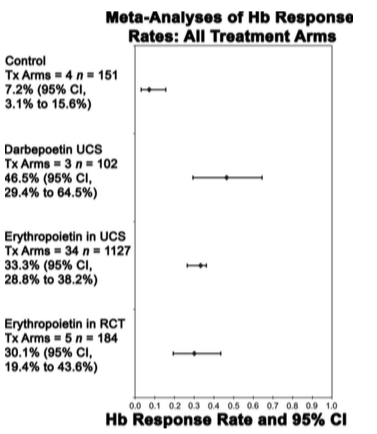 Meta-Analyses of Hb Response
Rates: All Treatment Arms
Control
Tx Arms = 4 n = 151
7.2% (95% CI,
3.1% to 15.6%)
Darbepoetin UCS
Tx Arms = 3 n = 102
46.5% (95% CI,
29.4% to 64.5%)
Erythropoietin in UCS
Tx Arms = 34 n = 1127
33.3% (95% CI,
28.8% to 38.2%)
Erythropoietin in RCT
Tx Arms = 5 n = 184
30.1% (95% CI,
19.4% to 43.6%)
0.0 0.1 0.2 0.3 0.4 0.5 0.6 0.7 0.8 0.9 1.0
Hb Response Rate and 95% CI